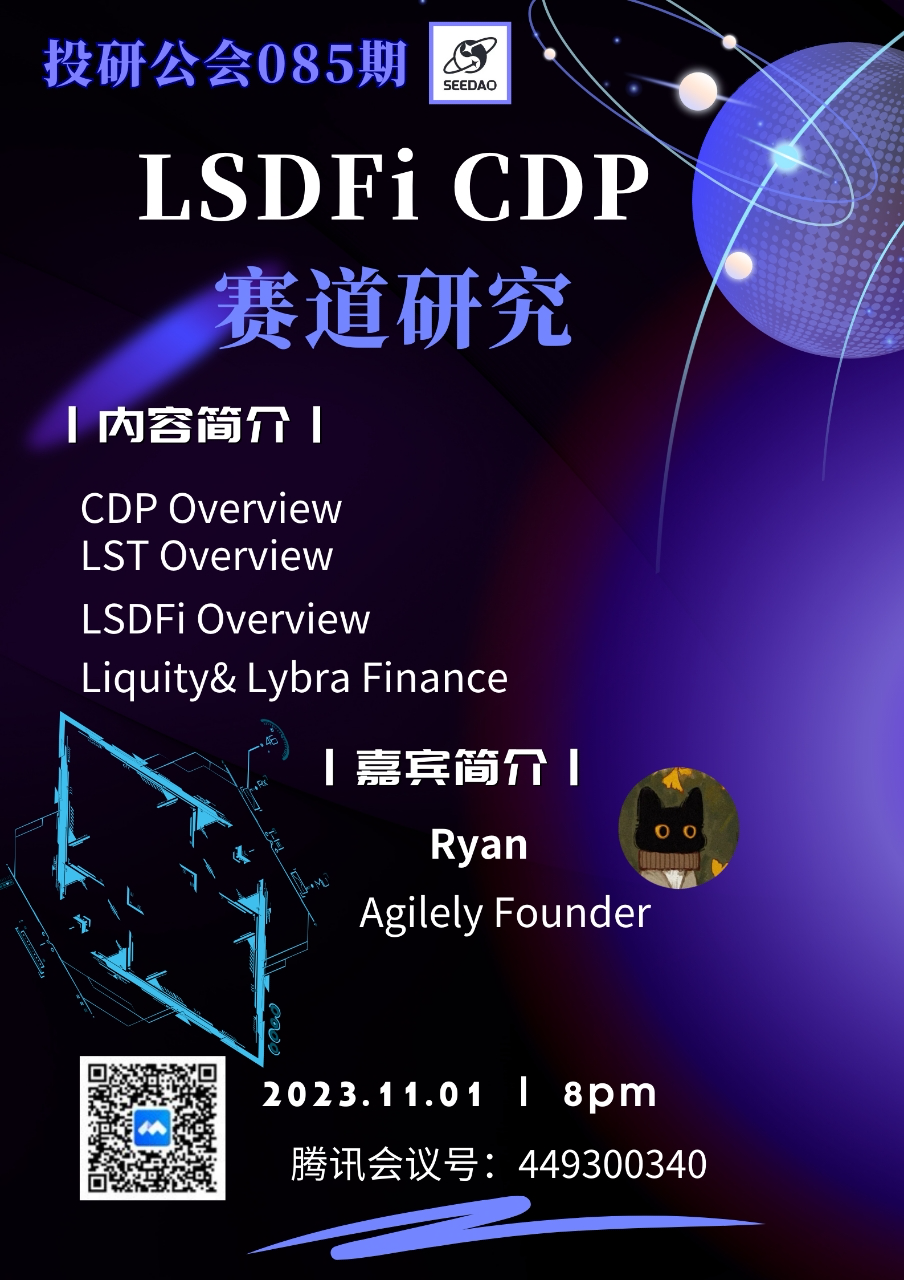 投研公会085期
SEEDAO
LSDFi CDP
赛道研究
| 内容简介 |
CDP Overview
LST Overview
LSDFi Overview
Liquity& Lybra Finance
| 嘉宾简介 |
Ryan
Agilely Founder
2023.11.01 | 8pm
腾讯会议号：449300340